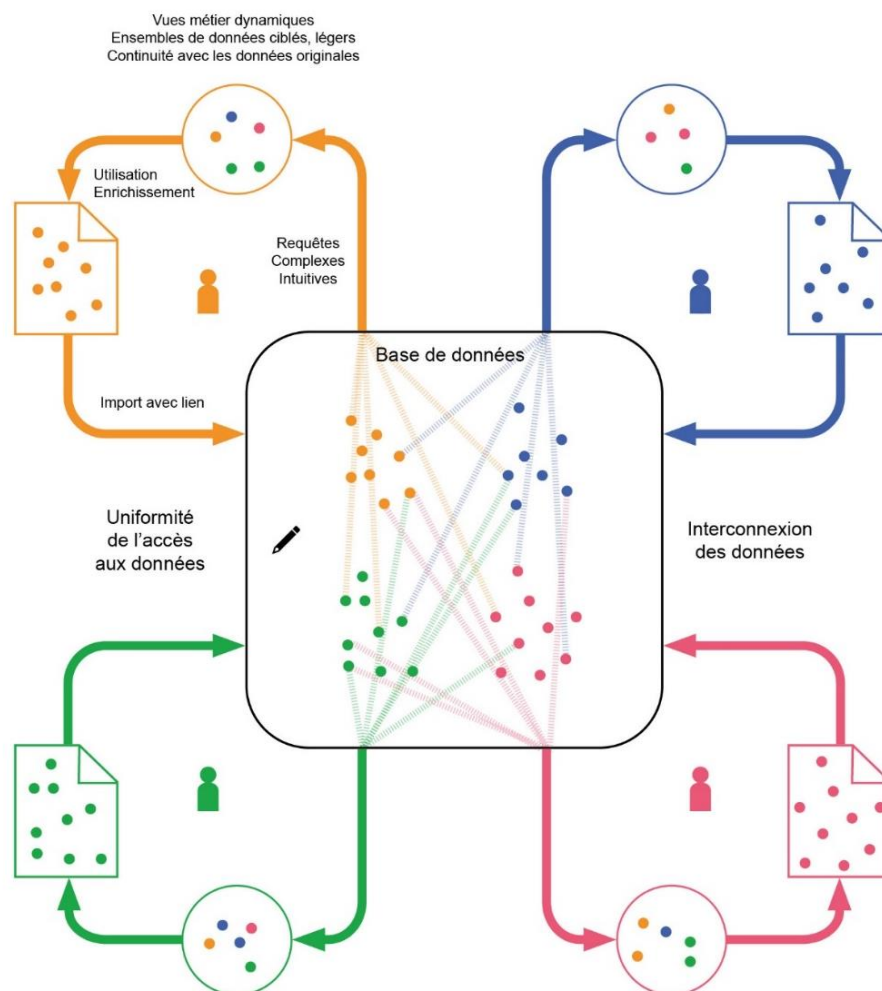 Vues métier dynamiques
Ensembles de données ciblés, légers
Continuité avec les données originales
Utilisation
Enrichissement
Requêtes
Complexes
Intuitives
Base de données
Import avec lien
Uniformité
de l'accès
aux données
Interconnexion
des données